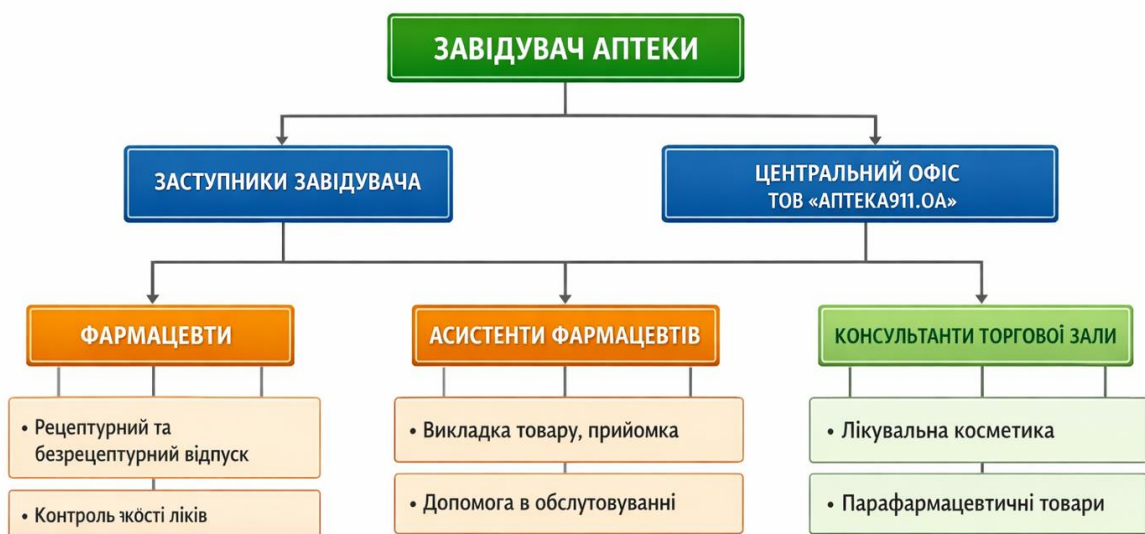 ЗАВІДУВАЧ АПТЕКИ
ЗАСТУПНИКИ ЗАВІДУВАЧА
ЦЕНТРАЛЬНИЙ ОФІС
ТОВ «АПТЕКА911.ОА»
ФАРМАЦЕВТИ
АСИСТЕНТИ ФАРМАЦЕВТІВ
КОНСУЛЬТАНТИ ТОРГОВОЇ ЗАЛИ
• Рецептурний та
безрецептурний відпуск
• Викладка товару, прийомка
• Лікувальна косметика
• Контроль якості ліків
• Допомога в обслутовуванні
• Парафармацевтичні товари